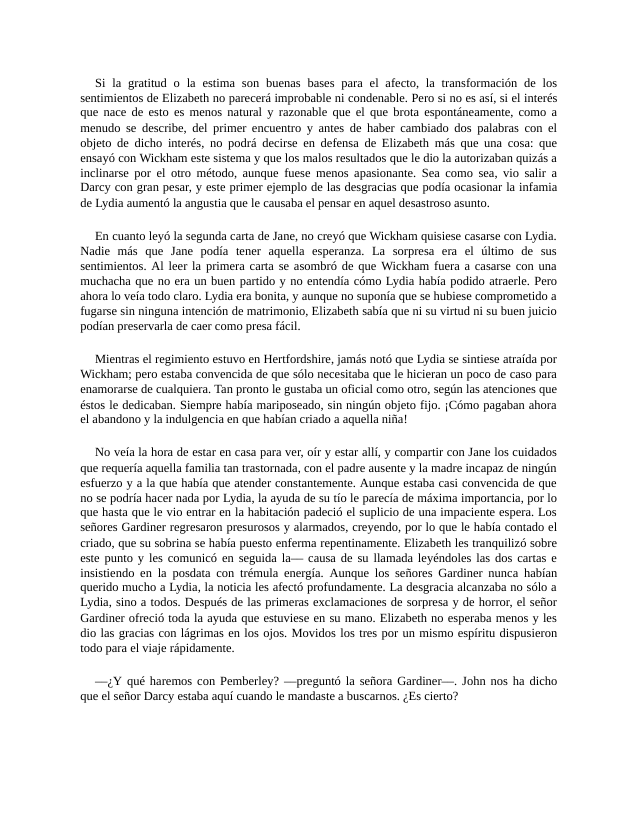 Si la gratitud o la estima son buenas bases para el afecto, la transformación de los
sentimientos de Elizabeth no parecerá improbable ni condenable. Pero si no es así, si el interés
que nace de esto es menos natural y razonable que el que brota espontáneamente, como a
menudo se describe, del primer encuentro y antes de haber cambiado dos palabras con el
objeto de dicho interés, no podrá decirse en defensa de Elizabeth más que una cosa: que
ensayó con Wickham este sistema y que los malos resultados que le dio la autorizaban quizás a
inclinarse por el otro método, aunque fuese menos apasionante. Sea como sea, vio salir a
Darcy con gran pesar, y este primer ejemplo de las desgracias que podía ocasionar la infamia
de Lydia aumentó la angustia que le causaba el pensar en aquel desastroso asunto.
En cuanto leyó la segunda carta de Jane, no creyó que Wickham quisiese casarse con Lydia.
Nadie más que Jane podía tener aquella esperanza. La sorpresa era el último de sus
sentimientos. Al leer la primera carta se asombró de que Wickham fuera a casarse con una
muchacha que no era un buen partido y no entendía cómo Lydia había podido atraerle. Pero
ahora lo veía todo claro. Lydia era bonita, y aunque no suponía que se hubiese comprometido a
fugarse sin ninguna intención de matrimonio, Elizabeth sabía que ni su virtud ni su buen juicio
podían preservarla de caer como presa fácil.
Mientras el regimiento estuvo en Hertfordshire, jamás notó que Lydia se sintiese atraída por
Wickham; pero estaba convencida de que sólo necesitaba que le hicieran un poco de caso para
enamorarse de cualquiera. Tan pronto le gustaba un oficial como otro, según las atenciones que
éstos le dedicaban. Siempre había mariposeado, sin ningún objeto fijo. ¡Cómo pagaban ahora
el abandono y la indulgencia en que habían criado a aquella niña!
No veía la hora de estar en casa para ver, oír y estar allí, y compartir con Jane los cuidados
que requería aquella familia tan trastornada, con el padre ausente y la madre incapaz de ningún
esfuerzo y a la que había que atender constantemente. Aunque estaba casi convencida de que
no se podría hacer nada por Lydia, la ayuda de su tío le parecía de máxima importancia, por lo
que hasta que le vio entrar en la habitación padeció el suplicio de una impaciente espera. Los
señores Gardiner regresaron presurosos y alarmados, creyendo, por lo que le había contado el
criado, que su sobrina se había puesto enferma repentinamente. Elizabeth les tranquilizó sobre
este punto y les comunicó en seguida la— causa de su llamada leyéndoles las dos cartas e
insistiendo en la posdata con trémula energía. Aunque los señores Gardiner nunca habían
querido mucho a Lydia, la noticia les afectó profundamente. La desgracia alcanzaba no sólo a
Lydia, sino a todos. Después de las primeras exclamaciones de sorpresa y de horror, el señor
Gardiner ofreció toda la ayuda que estuviese en su mano. Elizabeth no esperaba menos y les
dio las gracias con lágrimas en los ojos. Movidos los tres por un mismo espíritu dispusieron
todo para el viaje rápidamente.
—¿Y qué haremos con Pemberley? —preguntó la señora Gardiner—. John nos ha dicho
que el señor Darcy estaba aquí cuando le mandaste a buscarnos. ¿Es cierto?